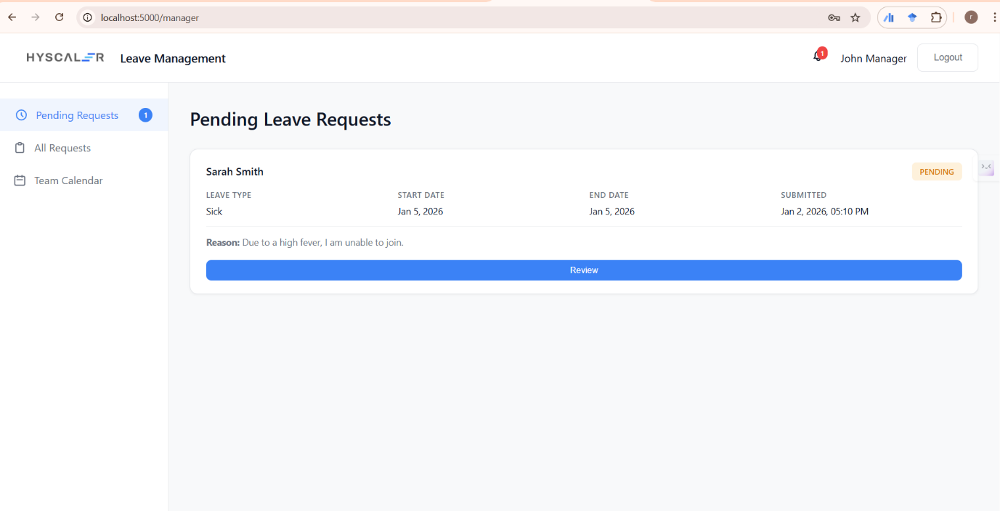 localhost:5000/manager
r
HYSCALER Leave Management
1
John Manager
Logout
Pending Requests 1
All Requests
Team Calendar
Pending Leave Requests
Sarah Smith
PENDING
LEAVE TYPE START DATE END DATE SUBMITTED
Sick Jan 5, 2026 Jan 5, 2026 Jan 2, 2026, 05:10 PM
Reason: Due to a high fever, I am unable to join.
Review